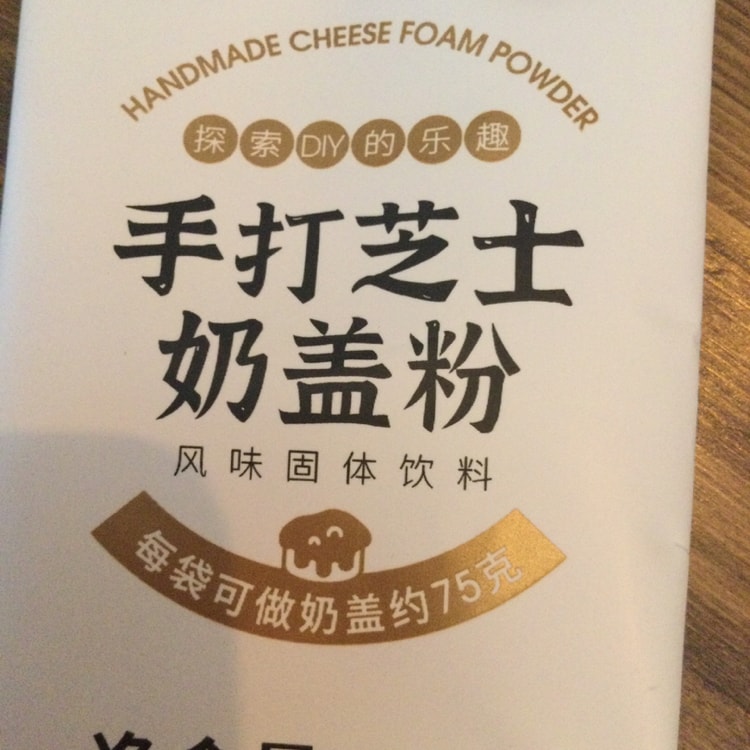 HANDMADE CHEESE FOAM POWDER
探索DIY的乐趣
手打芝士
奶盖粉
风味固体饮料
每袋可做奶盖约75克